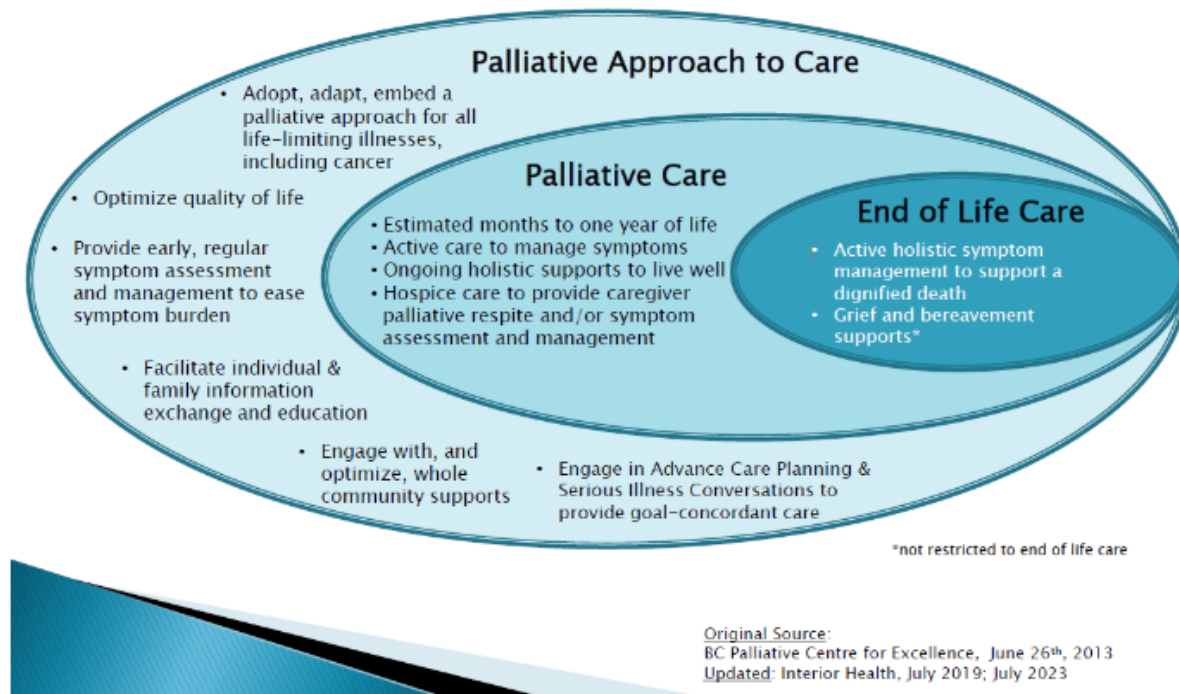 Palliative Approach to Care
• Adopt, adapt, embed a
palliative approach for all
life-limiting illnesses,
including cancer
• Optimize quality of life
• Provide early, regular
symptom assessment
and management to ease
symptom burden
• Facilitate individual &
family information
exchange and education
• Engage with, and
optimize, whole
community supports
• Engage in Advance Care Planning &
Serious Illness Conversations to
provide goal-concordant care
Palliative Care
• Estimated months to one year of life
• Active care to manage symptoms
• Ongoing holistic supports to live well
• Hospice care to provide caregiver
palliative respite and/or symptom
assessment and management
End of Life Care
• Active holistic symptom
management to support a
dignified death
• Grief and bereavement
supports*
*not restricted to end of life care
Original Source:
BC Palliative Centre for Excellence, June 26th, 2013
Updated: Interior Health, July 2019; July 2023